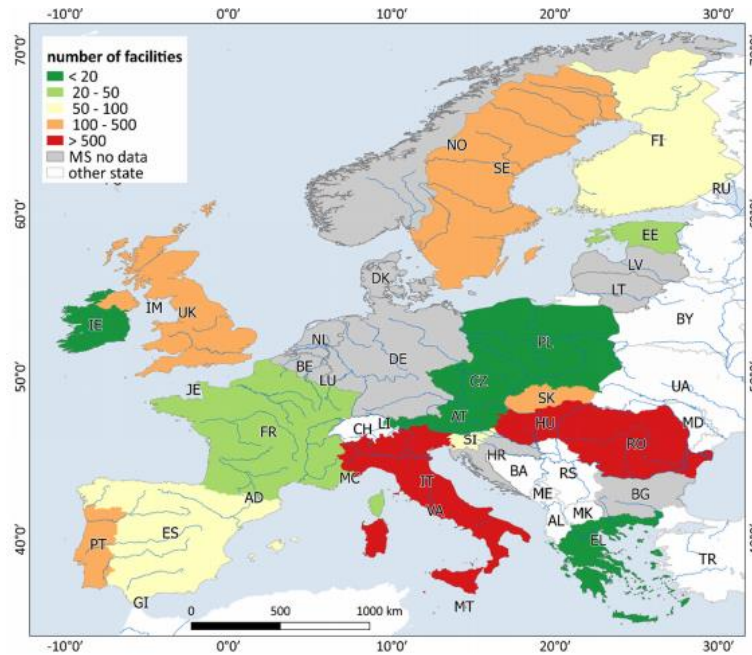 -10°0' 0°0' 10°0' 20°0' 30°0'
number of facilities
< 20
20 - 50
50 - 100
100 - 500
> 500
MS no data
other state
70°0'
60°0'
50°0'
40°0'
NO
SE
FI
RU
EE
LV
LT
DK
IE
IM
UK
BY
NL
BE
LU
DE
PL
CZ
UA
JE
SK
FR
CH
LI
AT
HU
MD
SI
RO
HR
MC
IT
BA
RS
AD
VA
ME
BG
AL
MK
PT
ES
EL
TR
GI
MT
0 500 1000 km
-10°0' 0°0' 10°0' 20°0' 30°0'